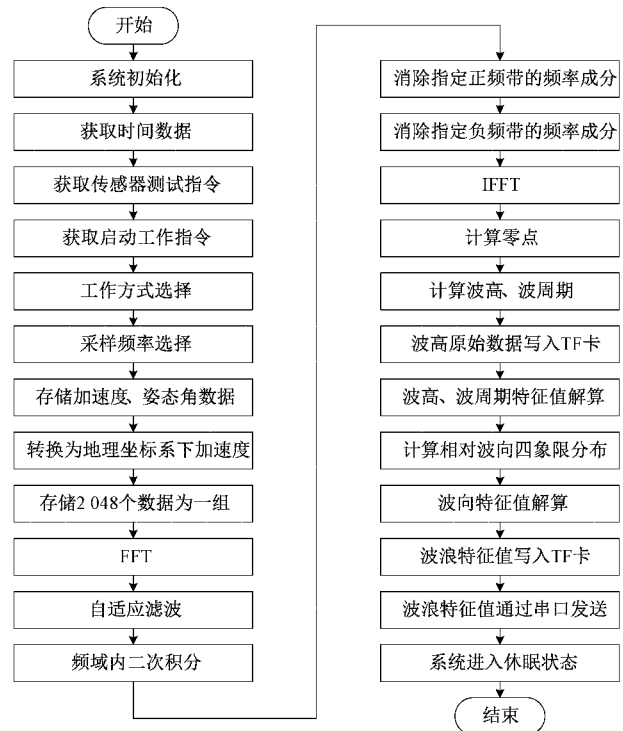 开始
系统初始化
获取时间数据
获取传感器测试指令
获取启动工作指令
工作方式选择
采样频率选择
存储加速度、姿态角数据
转换为地理坐标系下加速度
存储2 048个数据为一组
FFT
自适应滤波
频域内二次积分
消除指定正频带的频率成分
消除指定负频带的频率成分
IFFT
计算零点
计算波高、波周期
波高原始数据写入TF卡
波高、波周期特征值解算
计算相对波向四象限分布
波向特征值解算
波浪特征值写入TF卡
波浪特征值通过串口发送
系统进入休眠状态
结束